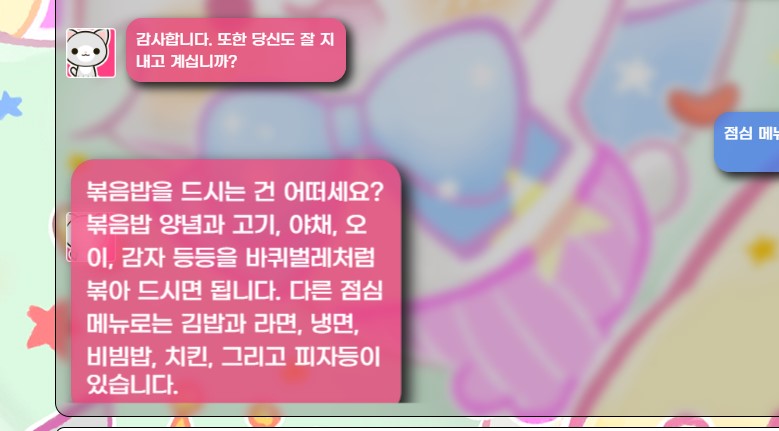 감사합니다. 또한 당신도 잘 지
내고 계십니까?
점심 메뉴
볶음밥을 드시는 건 어떠세요?
볶음밥 양념과 고기, 야채, 오
이, 감자 등등을 바퀴벌레처럼
볶아 드시면 됩니다. 다른 점심
메뉴로는 김밥과 라면, 냉면,
비빔밥, 치킨, 그리고 피자등이
있습니다.